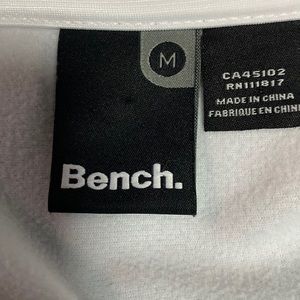 M
Bench.
CA45102
RN111817
MADE IN CHINA
FABRIQUE EN CHINE